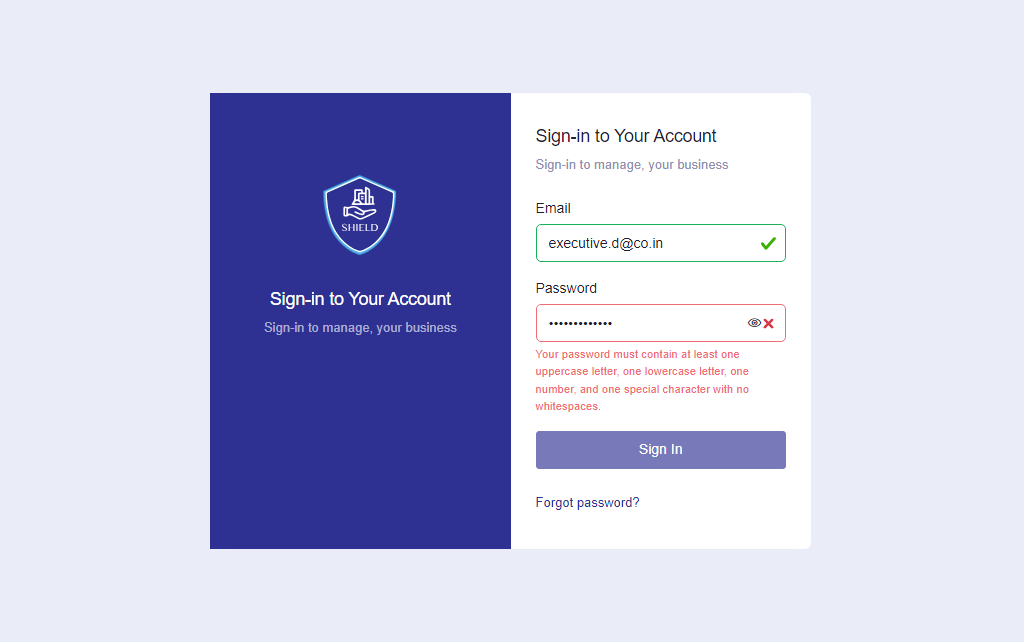 SHIELD
Sign-in to Your Account
Sign-in to manage, your business
Sign-in to Your Account
Sign-in to manage, your business
Email
executive.d@co.in
Password
•••••••••••••
Your password must contain at least one
uppercase letter, one lowercase letter, one
number, and one special character with no
whitespaces.
Sign In
Forgot password?